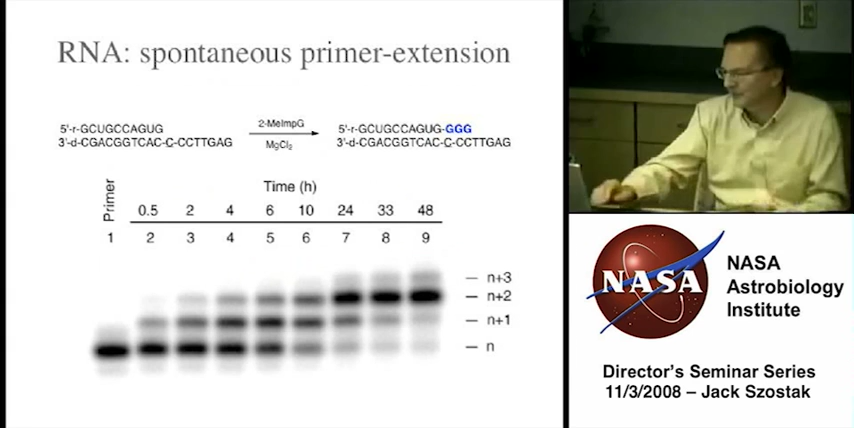 RNA: spontaneous primer-extension
5'-r-GCUGCCAGUG
3'-d-CGACGGTCAC-C-CCTTGAG
2-MeImpG
MgCl₂
5'-r-GCUGCCAGUG-GGG
3'-d-CGACGGTCAC-C-CCTTGAG
Time (h)
Primer 0.5 2 4 6 10 24 33 48
1 2 3 4 5 6 7 8 9
n+3
n+2
n+1
n
NASA
NASA
Astrobiology
Institute
Director's Seminar Series
11/3/2008 – Jack Szostak